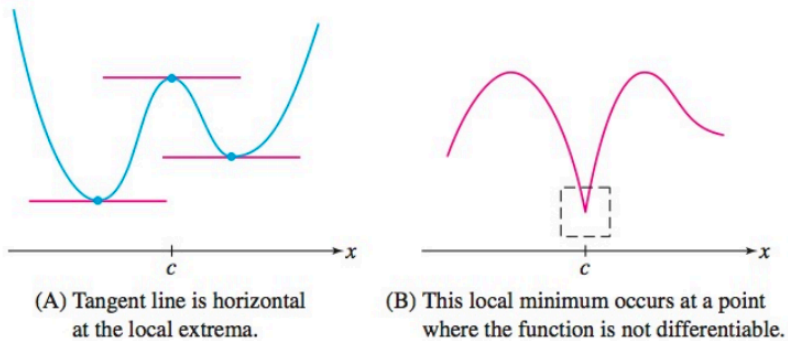 x
c
(A) Tangent line is horizontal
at the local extrema.
x
c
(B) This local minimum occurs at a point
where the function is not differentiable.